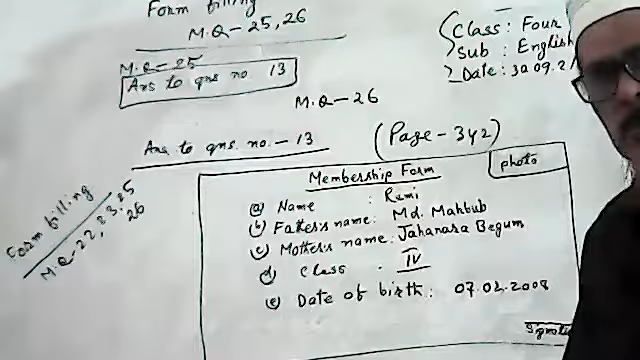 Form filling
M.Q-25,26
Class: Four
Sub : English
Date: 30.09.2
M.Q-25
Ans to qns no. 13
M.Q-26
Ans to qns. no.-13
(Page-342)
Form filling
M.Q-22,23,25
26
Membership Form
photo
(a) Name : Rumi
(b) Father's name: Md. Mahbub
(c) Mother's name: Jahanara Begum
(d) Class : IV
(e) Date of birth: 07.02.2008